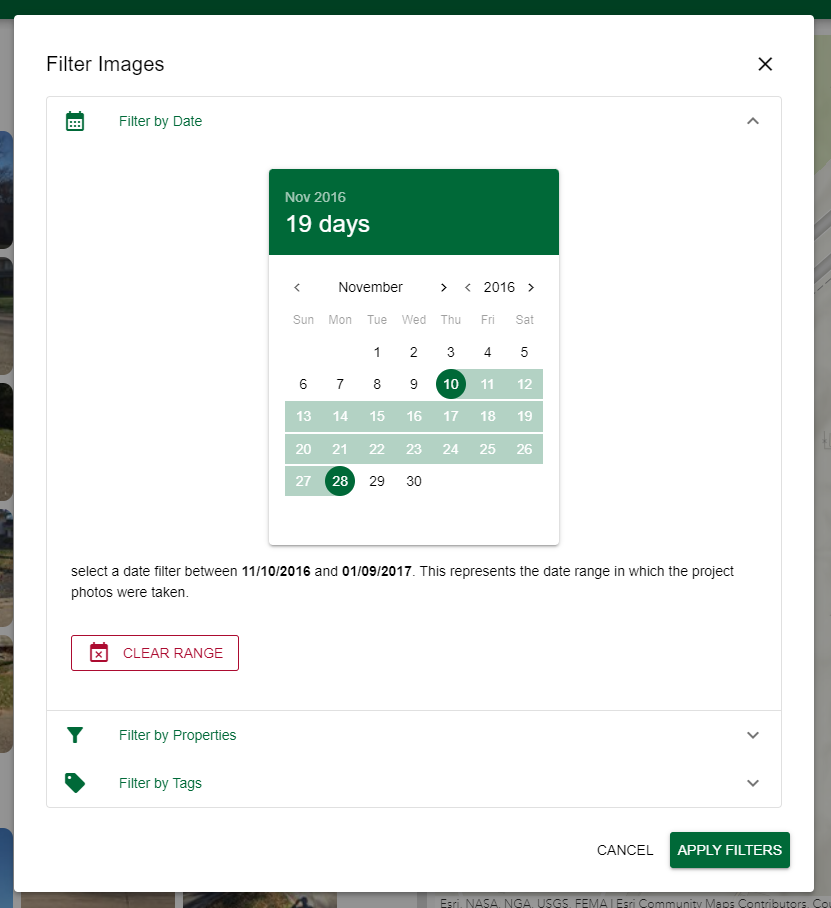 Filter Images
Filter by Date
Nov 2016
19 days
November 2016
Sun Mon Tue Wed Thu Fri Sat
1 2 3 4 5
6 7 8 9 10 11 12
13 14 15 16 17 18 19
20 21 22 23 24 25 26
27 28 29 30
select a date filter between 11/10/2016 and 01/09/2017. This represents the date range in which the project
photos were taken.
CLEAR RANGE
Filter by Properties
Filter by Tags
CANCEL APPLY FILTERS
Esri, NASA, NGA, USGS, FEMA | Esri Community Maps Contributors,